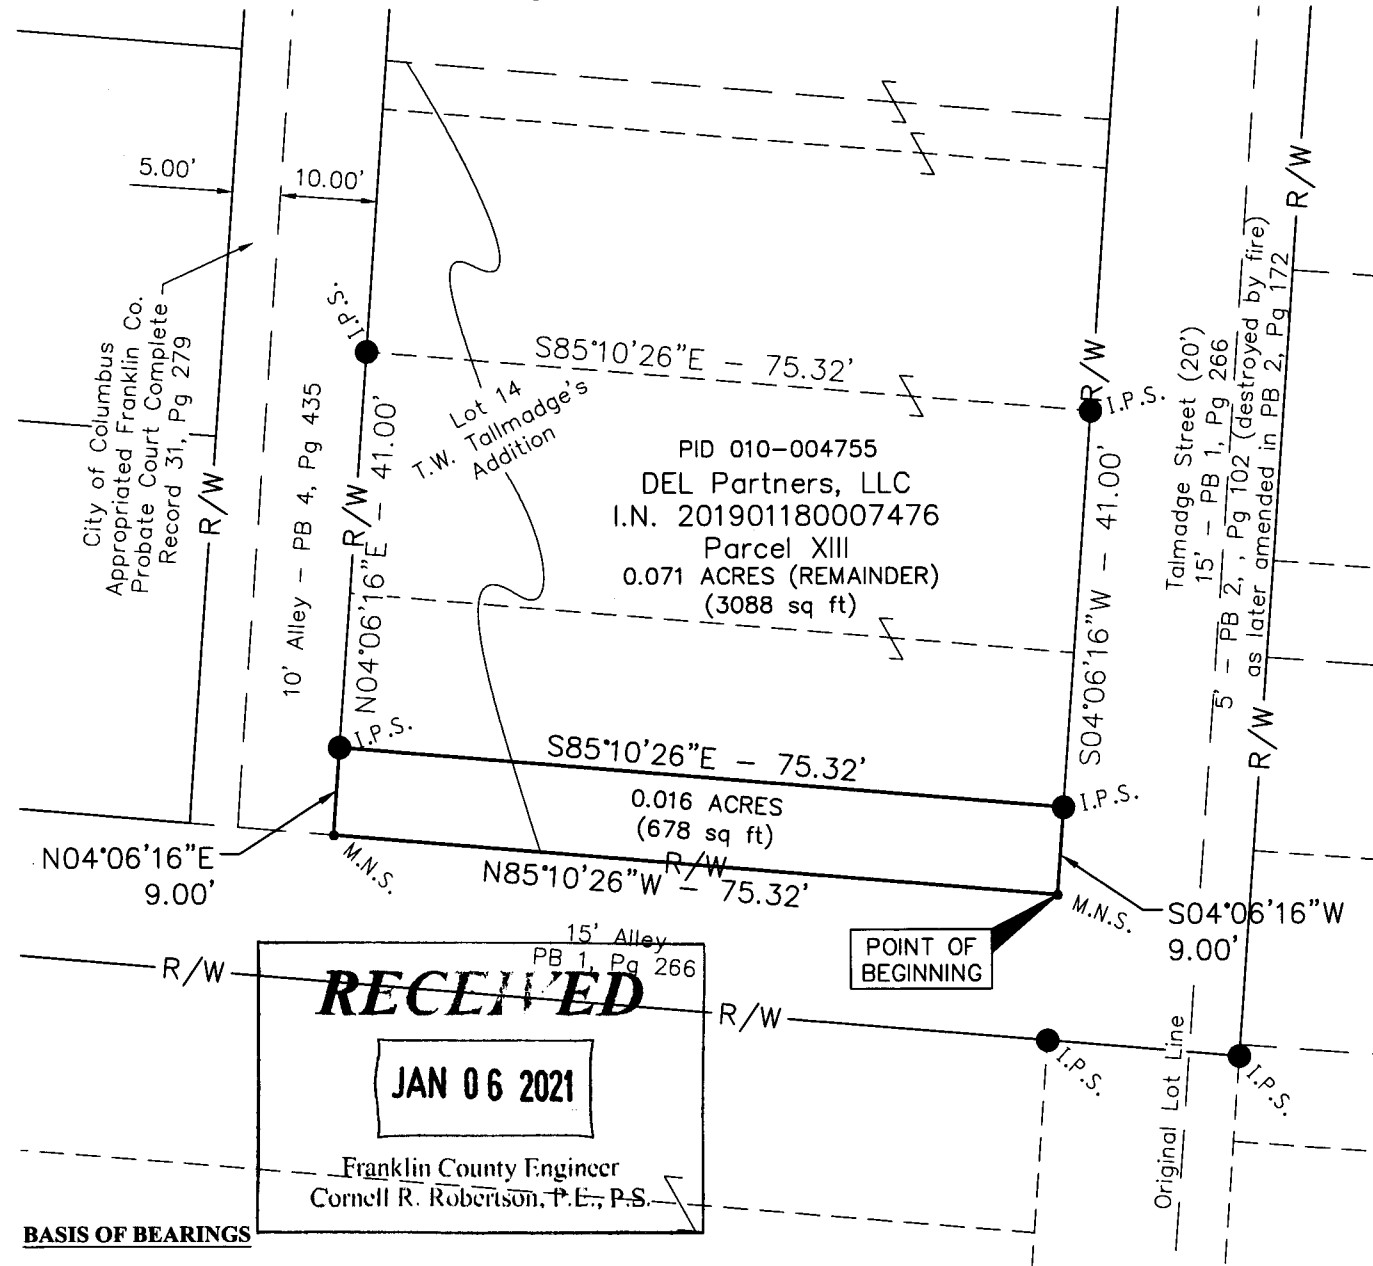 5.00'
10.00'
R/W
City of Columbus
Appropriated Franklin Co.
Probate Court Complete
Record 31, Pg 279
R/W
I.P.S.
10' Alley - PB 4, Pg 435
R/W
N04°06'16"E - 41.00'
S85°10'26"E - 75.32'
Lot 14
T.W. Tallmadge's
Addition
R/W
I.P.S.
PID 010-004755
DEL Partners, LLC
I.N. 201901180007476
Parcel XIII
0.071 ACRES (REMAINDER)
(3088 sq ft)
S04°06'16"W - 41.00'
Talmadge Street (20')
15' - PB 1, Pg 266
5' - PB 2, , Pg 102 (destroyed by fire)
as later amended in PB 2, Pg 172
R/W
I.P.S.
S85°10'26"E - 75.32'
I.P.S.
0.016 ACRES
(678 sq ft)
R/W
N85°10'26"W - 75.32'
N04°06'16"E
9.00'
M.N.S.
M.N.S.
S04°06'16"W
9.00'
POINT OF
BEGINNING
15' Alley
PB 1, Pg 266
R/W
R/W
RECEIVED
JAN 06 2021
Franklin County Engineer
Cornell R. Robertson, P.E., P.S.
I.P.S.
I.P.S.
Original Lot Line
BASIS OF BEARINGS